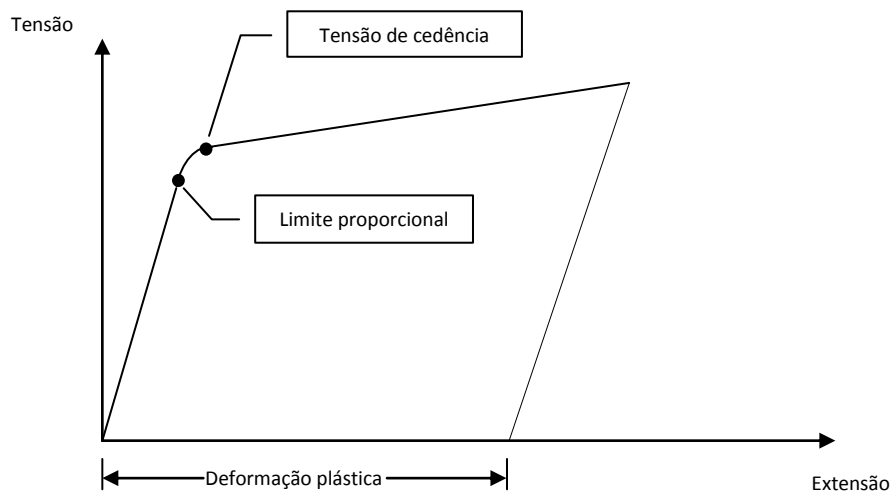 Tensão
Tensão de cedência
Limite proporcional
Deformação plástica
Extensão